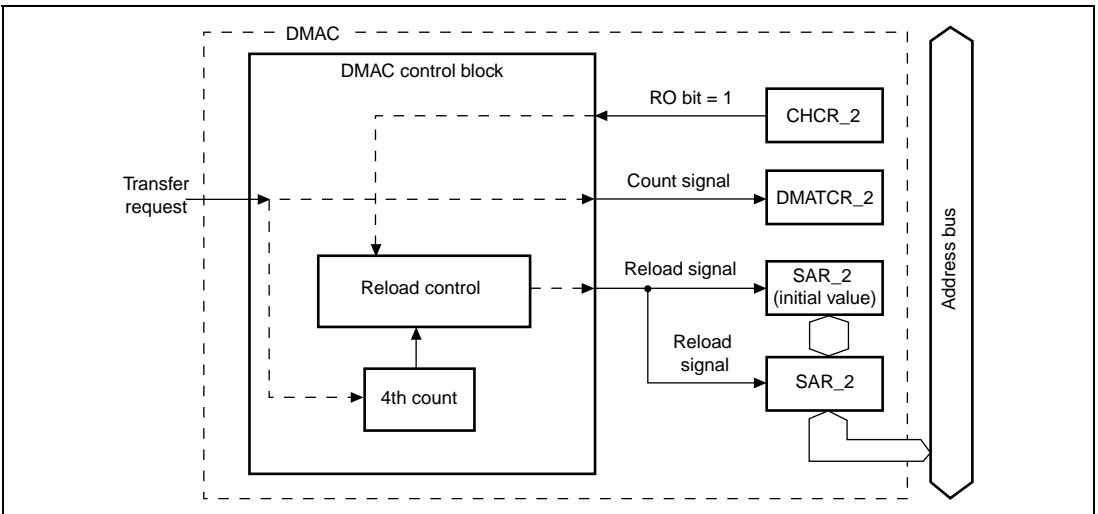 DMAC
DMAC control block
RO bit = 1
CHCR_2
Transfer
request
Count signal
DMATCR_2
Reload control
Reload signal
SAR_2
(initial value)
Reload
signal
SAR_2
4th count
Address bus